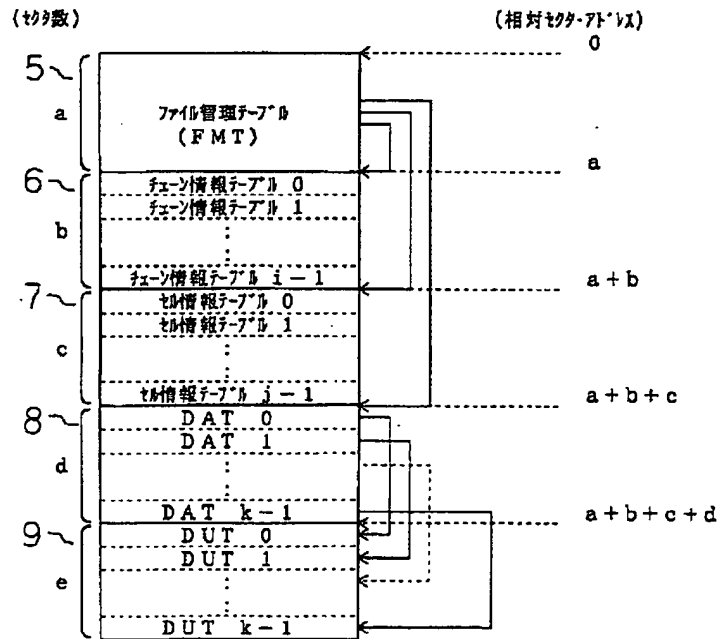 (セクタ数)
(相対セクターアドレス)
0
5
a
ファイル管理テーブル
(FMT)
a
6
チェーン情報テーブル 0
チェーン情報テーブル 1
b
チェーン情報テーブル i-1
a+b
7
セル情報テーブル 0
セル情報テーブル 1
c
セル情報テーブル j-1
a+b+c
8
DAT 0
DAT 1
d
DAT k-1
a+b+c+d
9
DUT 0
DUT 1
e
DUT k-1